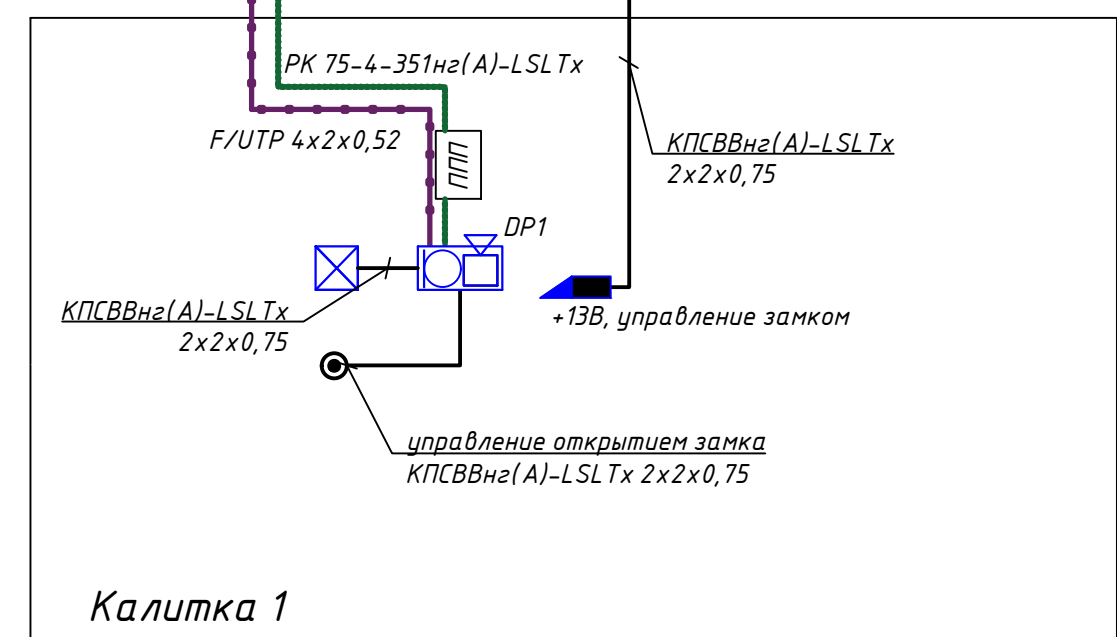 РК 75-4-351нг(А)-LSLTx
F/UTP 4x2x0,52
КПСВВнг(А)-LSLTx
2x2x0,75
ППП
DP1
КПСВВнг(А)-LSLTx
2x2x0,75
+13В, управление замком
управление открытием замка
КПСВВнг(А)-LSLTx 2x2x0,75
Калитка 1